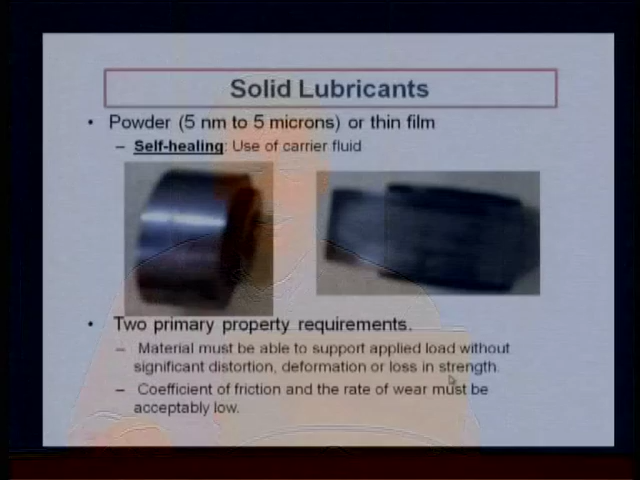 Solid Lubricants
• Powder (5 nm to 5 microns) or thin film
– Self-healing: Use of carrier fluid
• Two primary property requirements.
– Material must be able to support applied load without
significant distortion, deformation or loss in strength.
– Coefficient of friction and the rate of wear must be
acceptably low.